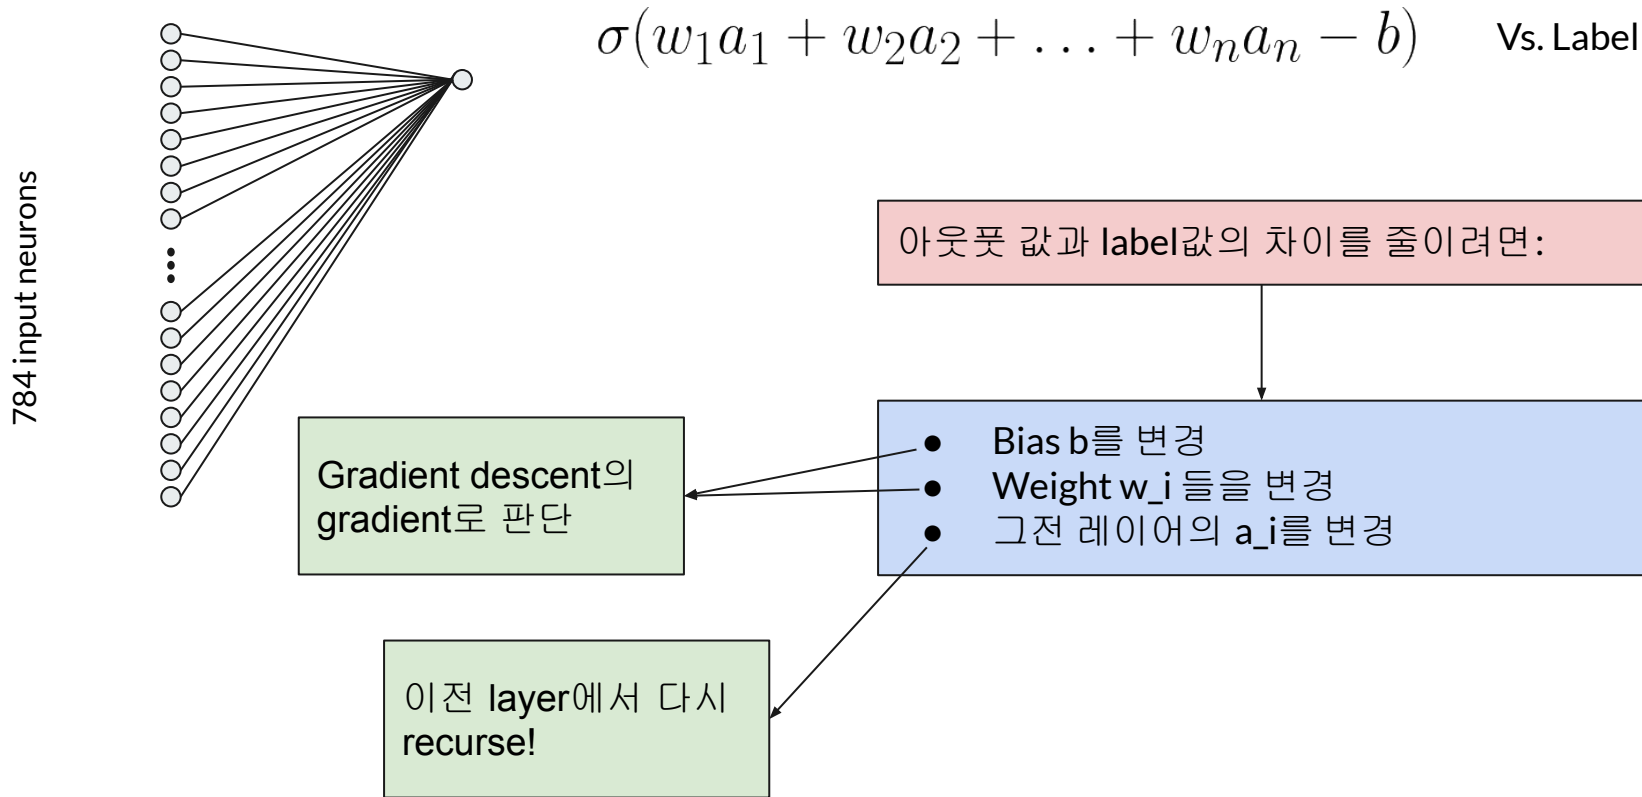 σ(w₁a₁ + w₂a₂ + ... + wₙaₙ − b)
Vs. Label
784 input neurons
아웃풋 값과 label값의 차이를 줄이려면:
● Bias b를 변경
● Weight w_i 들을 변경
● 그전 레이어의 a_i를 변경
Gradient descent의
gradient로 판단
이전 layer에서 다시
recurse!